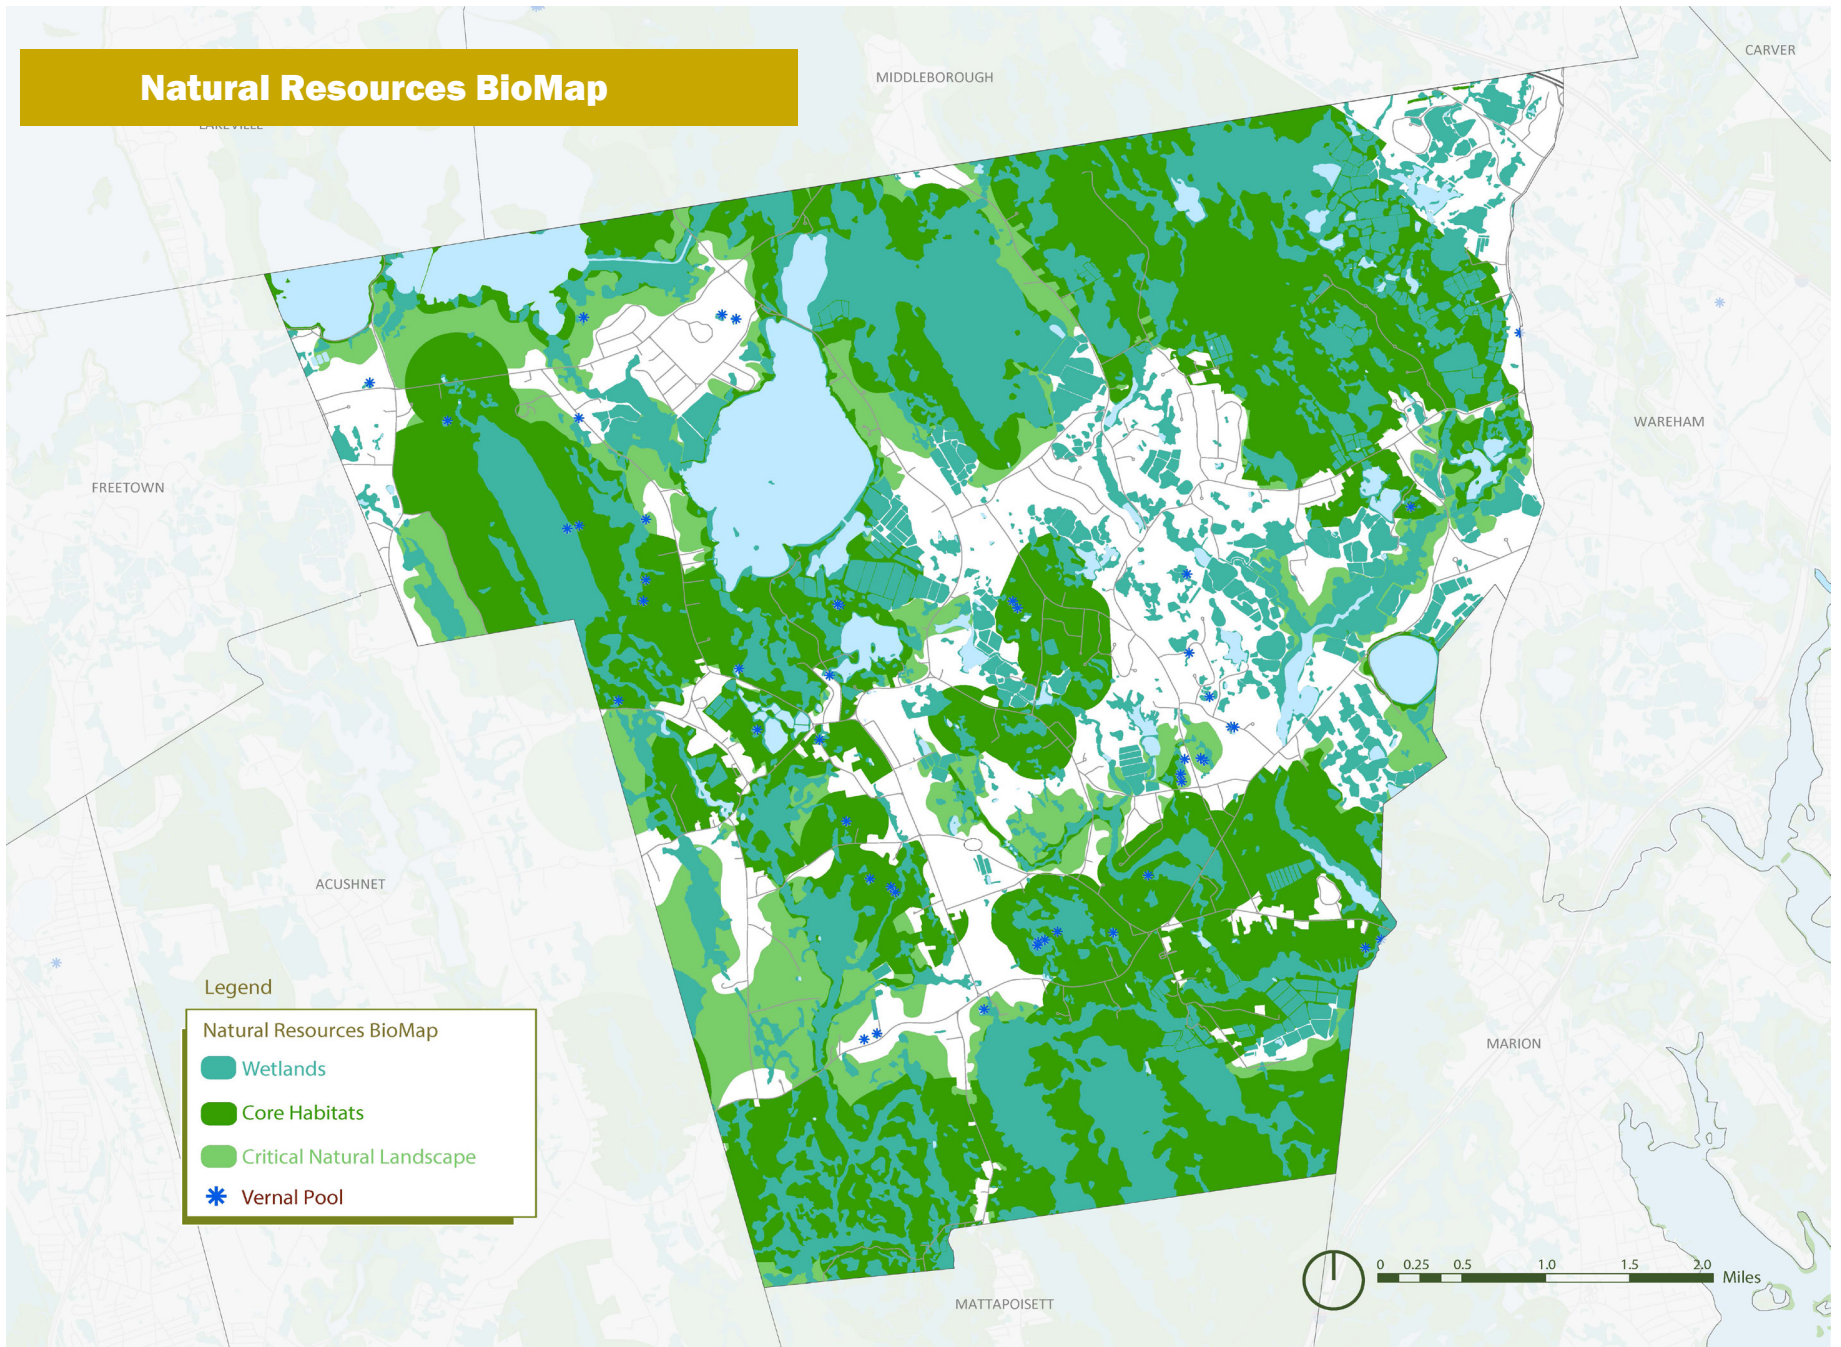 CARVER
MIDDLEBOROUGH
Natural Resources BioMap
LAKEVILLE
WAREHAM
FREETOWN
ACUSHNET
Legend
Natural Resources BioMap
Wetlands
Core Habitats
Critical Natural Landscape
Vernal Pool
MARION
0 0.25 0.5 1.0 1.5 2.0
Miles
MATTAPOISETT